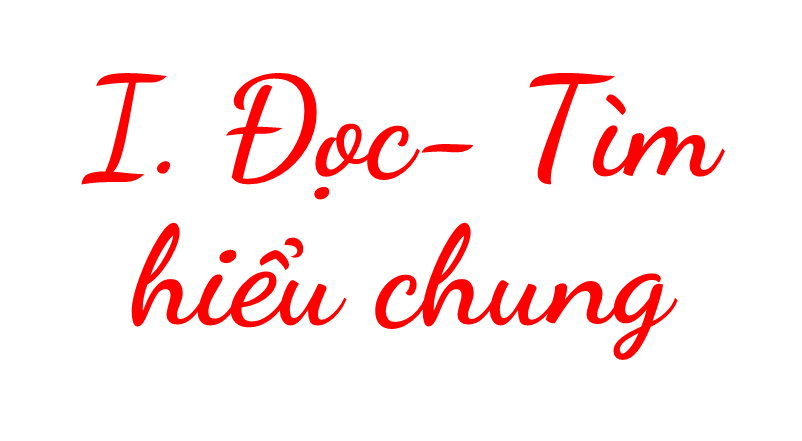 I. Đọc- Tìm
hiểu chung